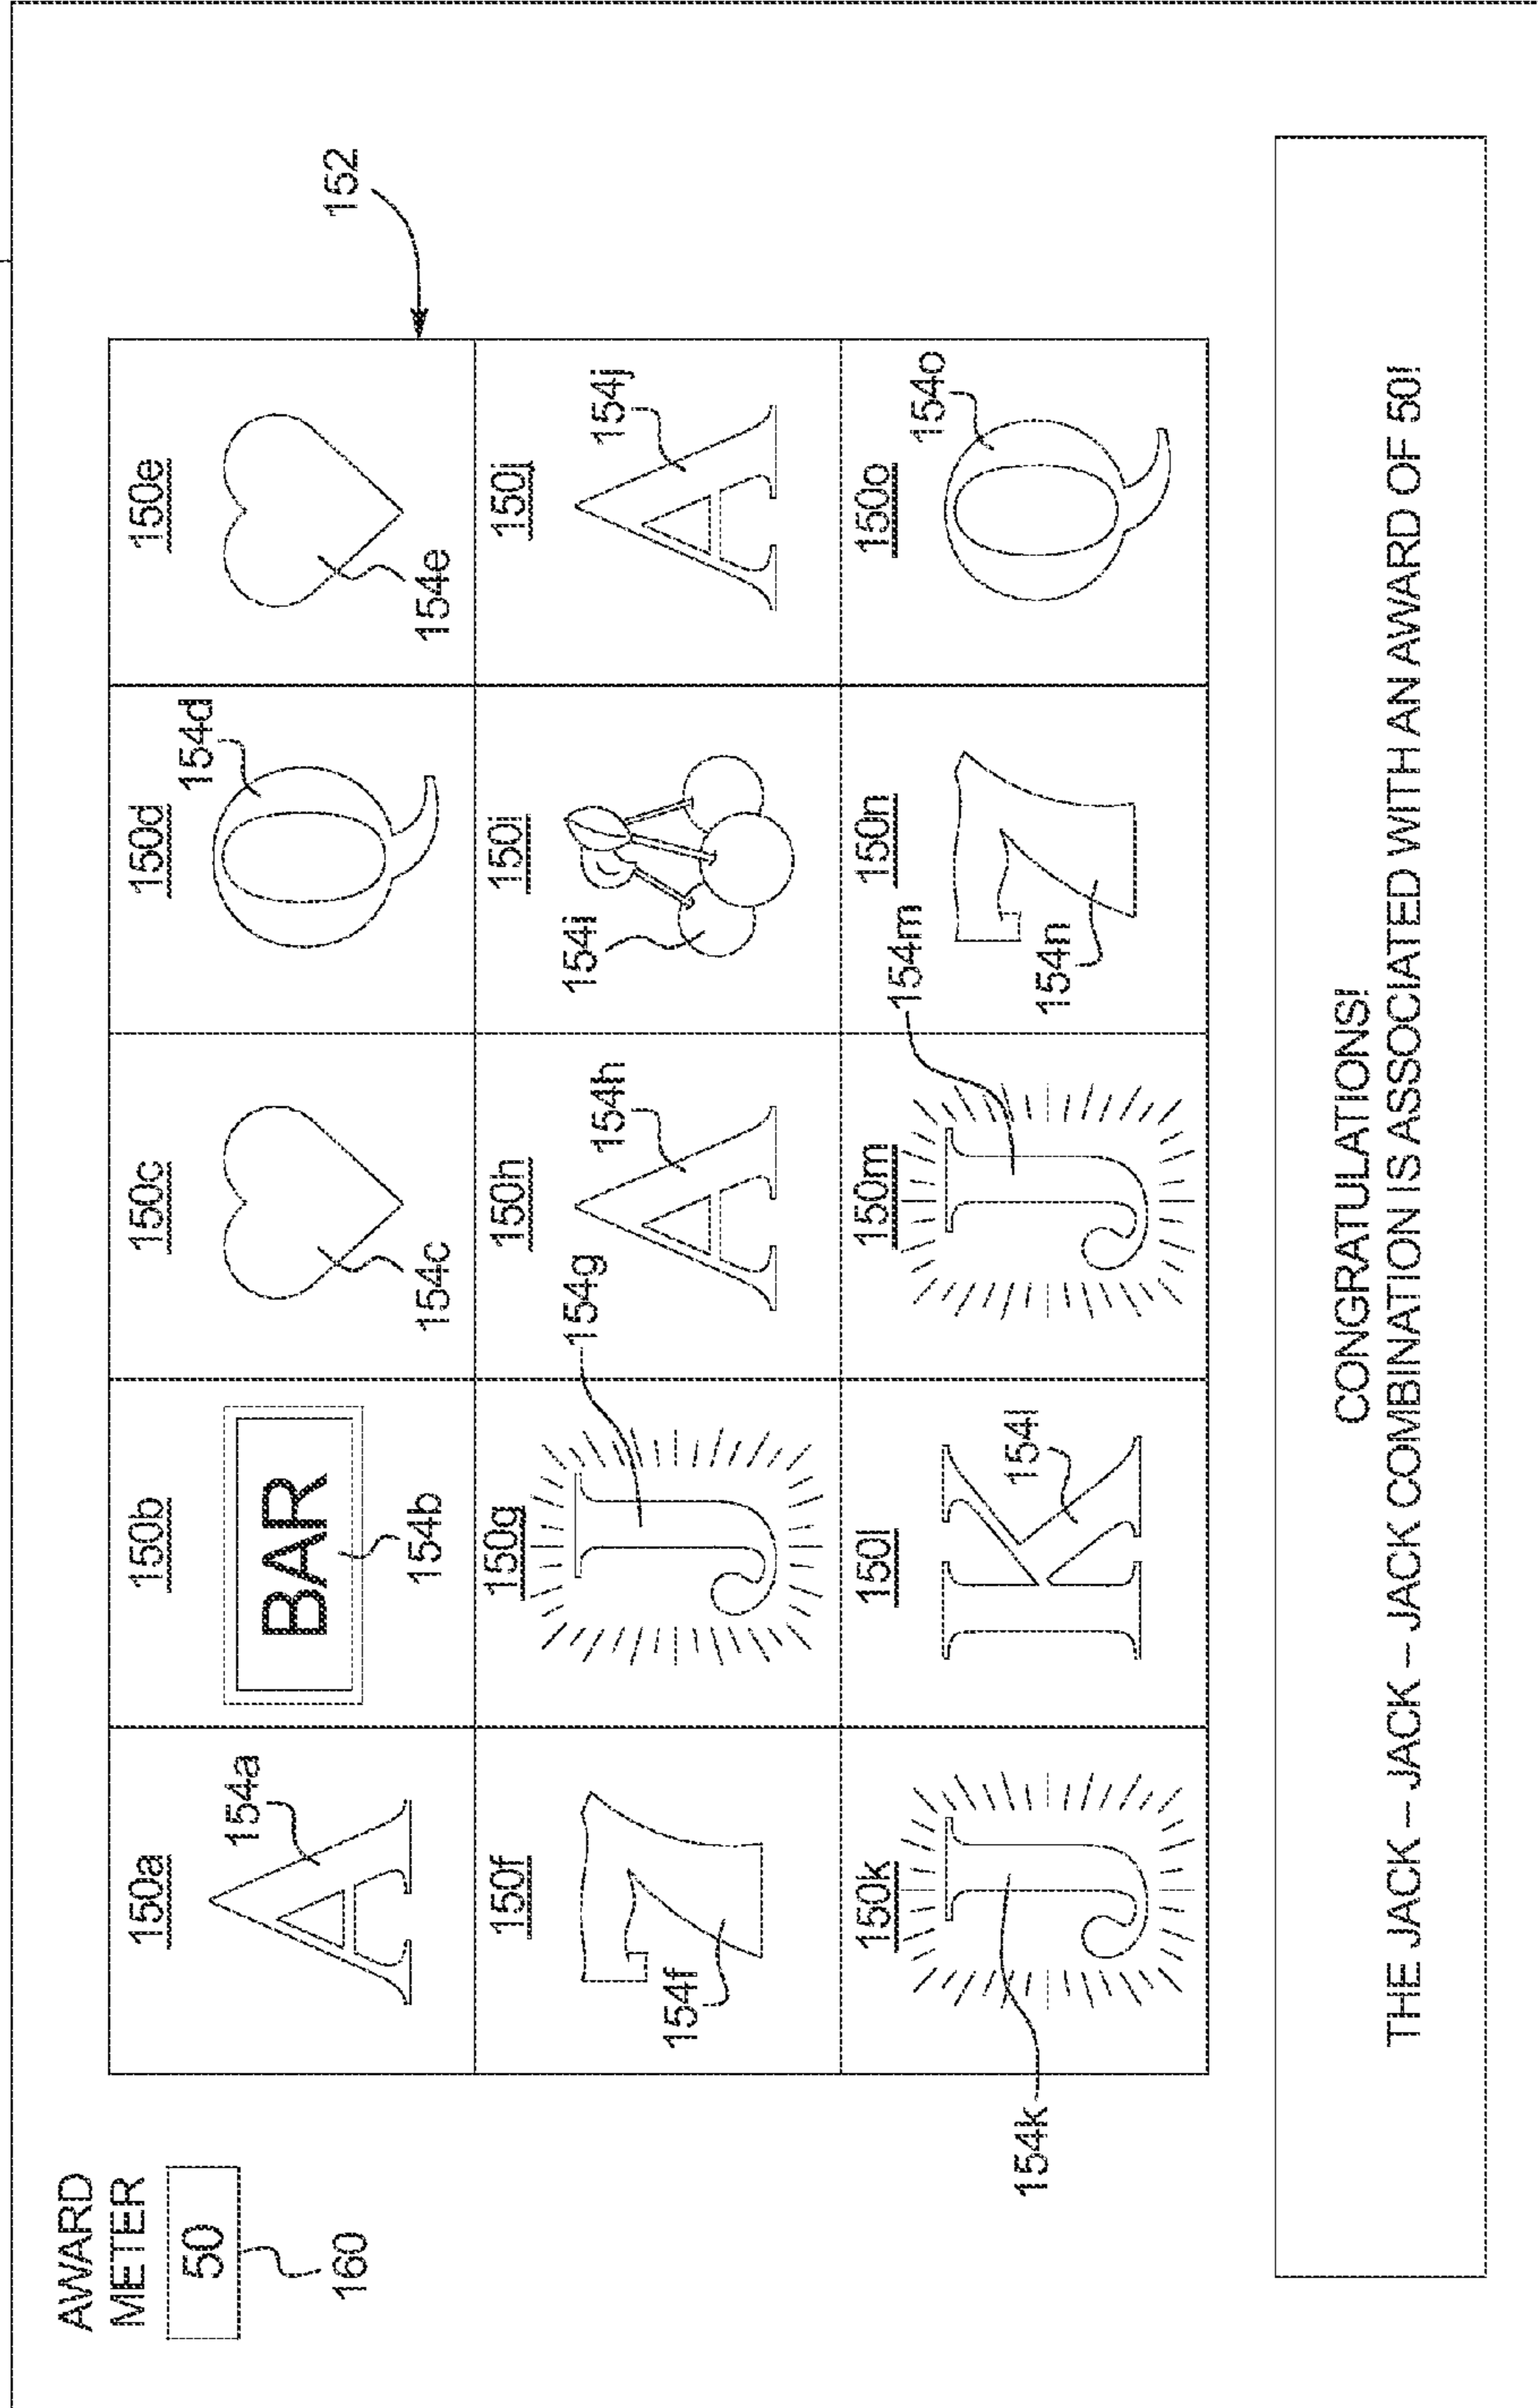 AWARD
METER
50
160
152
150a
154a
A
150b
BAR
154b
150c
154c
150d
154d
Q
150e
154e
150f
7
154f
150g
154g
J
150h
154h
A
150i
154i
150j
154j
A
150k
J
154k
150l
K
154l
150m
154m
J
150n
7
154n
150o
154o
Q
CONGRATULATIONS!
THE JACK – JACK – JACK COMBINATION IS ASSOCIATED WITH AN AWARD OF 50!